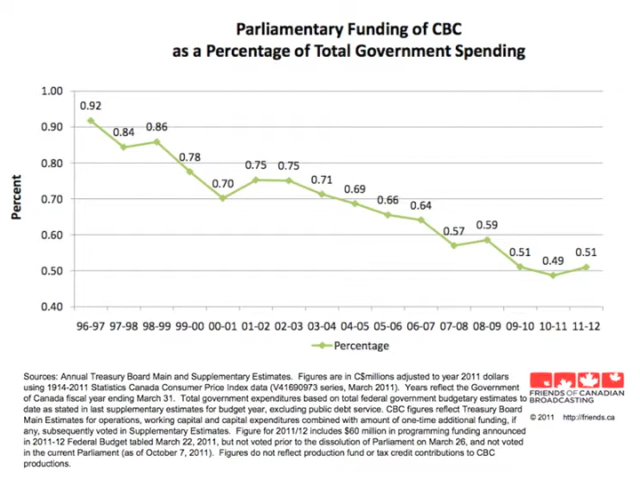 Parliamentary Funding of CBC
as a Percentage of Total Government Spending
1.00
0.90
0.80
0.70
0.60
0.50
0.40
Percent
0.92
0.84
0.86
0.78
0.70
0.75
0.75
0.71
0.69
0.66
0.64
0.57
0.59
0.51
0.49
0.51
96-97 97-98 98-99 99-00 00-01 01-02 02-03 03-04 04-05 05-06 06-07 07-08 08-09 09-10 10-11 11-12
Percentage
Sources: Annual Treasury Board Main and Supplementary Estimates. Figures are in C$millions adjusted to year 2011 dollars
using 1914-2011 Statistics Canada Consumer Price Index data (V41690973 series, March 2011). Years reflect the Government
of Canada fiscal year ending March 31. Total government expenditures based on total federal government budgetary estimates to
date as stated in last supplementary estimates for budget year, excluding public debt service. CBC figures reflect Treasury Board
Main Estimates for operations, working capital and capital expenditures combined with amount of one-time additional funding, if
any, subsequently voted in Supplementary Estimates. Figure for 2011/12 includes $60 million in programming funding announced
in 2011-12 Federal Budget tabled March 22, 2011, but not voted prior to the dissolution of Parliament on March 26, and not voted
in the current Parliament (as of October 7, 2011). Figures do not reflect production fund or tax credit contributions to CBC
productions.
FRIENDS OF CANADIAN
BROADCASTING
© 2011 http://friends.ca